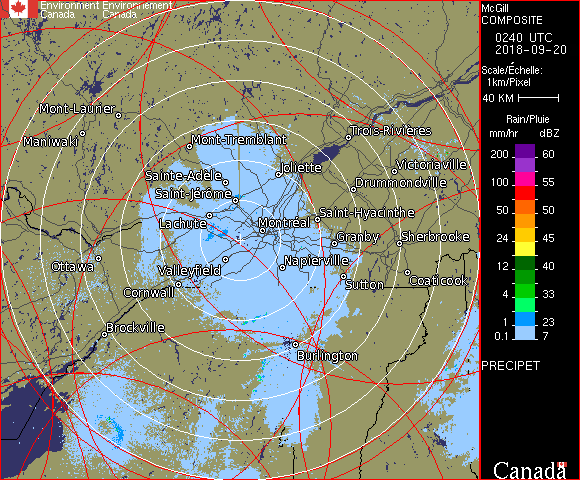 Environment Environnement
Canada Canada
McGill
COMPOSITE
0240 UTC
2018-09-20
Scale/Échelle:
1km/Pixel
40 KM
Rain/Pluie
mm/hr dBZ
200 60
100 55
50 50
24 45
12 40
4 33
1 23
0.1 7
PRECIPET
Canada
Mont-Laurier
Maniwaki
Mont-Tremblant
Trois-Rivières
Joliette
Victoriaville
Sainte-Adèle
Drummondville
Saint-Jérôme
Saint-Hyacinthe
Lachute
Montréal
Granby
Sherbrooke
Ottawa
Valleyfield
Napierville
Cornwall
Sutton
Coaticook
Brockville
Burlington